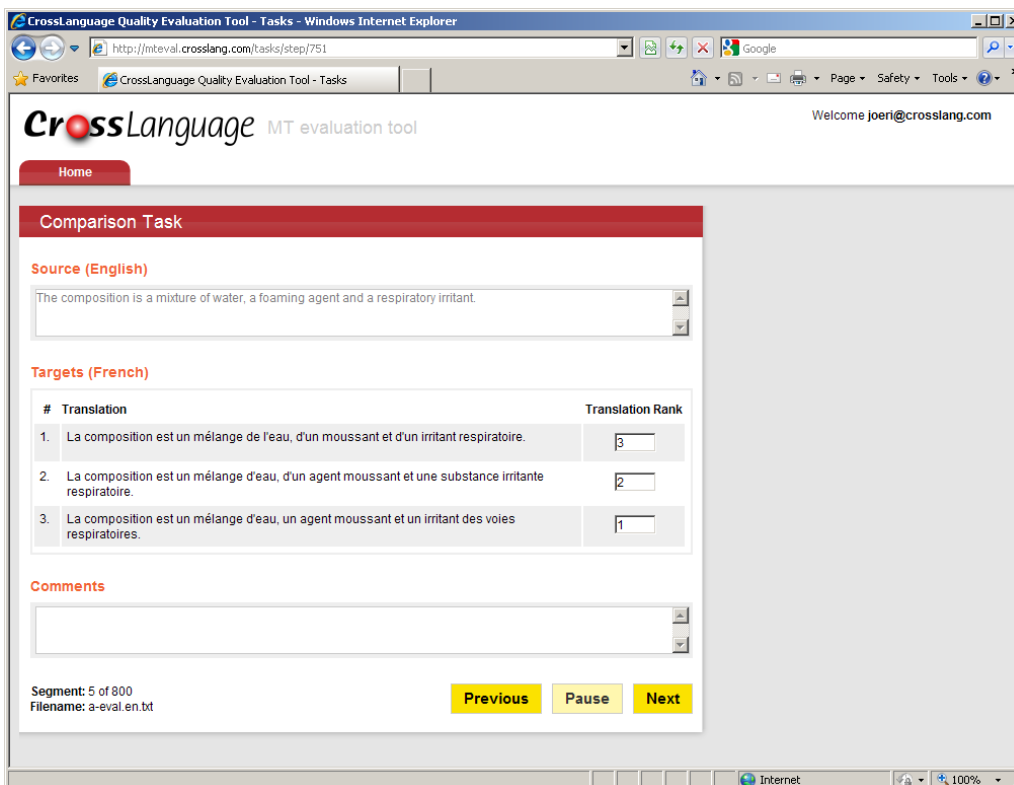 CrossLanguage Quality Evaluation Tool - Tasks - Windows Internet Explorer
http://mteval.crosslang.com/tasks/step/751
Google
Favorites
CrossLanguage Quality Evaluation Tool - Tasks
Page
Safety
Tools
CrossLanguage MT evaluation tool
Welcome joeri@crosslang.com
Home
Comparison Task
Source (English)
The composition is a mixture of water, a foaming agent and a respiratory irritant.
Targets (French)
# Translation Translation Rank
1. La composition est un mélange de l'eau, d'un moussant et d'un irritant respiratoire. 3
2. La composition est un mélange d'eau, d'un agent moussant et une substance irritante
respiratoire.
2
3. La composition est un mélange d'eau, un agent moussant et un irritant des voies
respiratoires.
1
Comments
Segment: 5 of 800
Filename: a-eval.en.txt
Previous
Pause
Next
Internet
100%